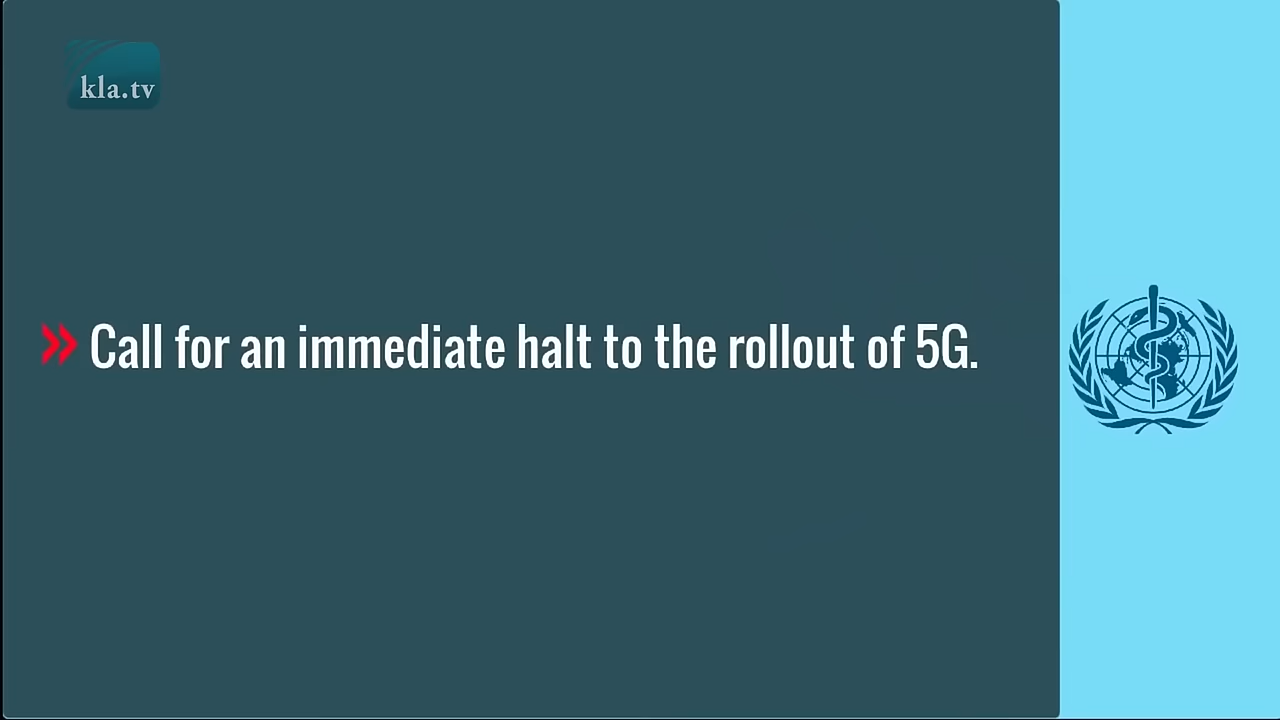 kla.tv
» Call for an immediate halt to the rollout of 5G.